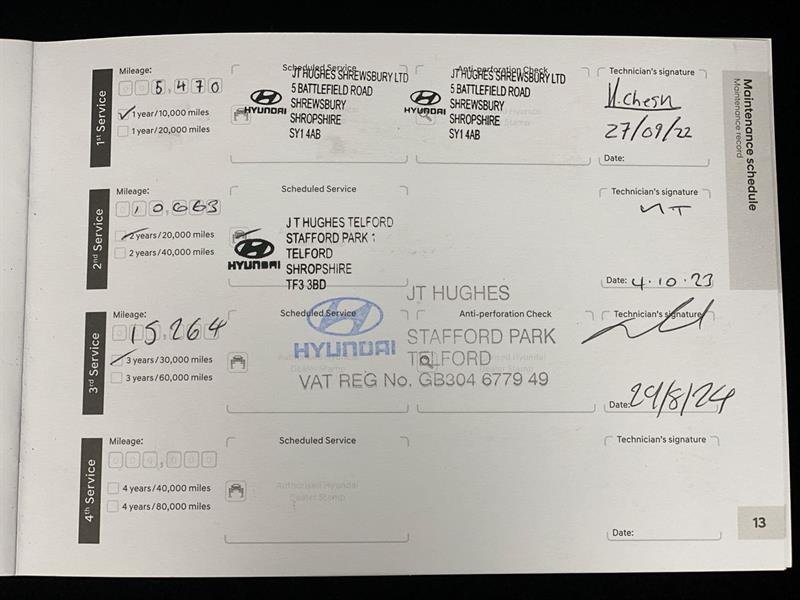 Maintenance schedule
Maintenance record
1st Service
Mileage:
5,470
1 year/10,000 miles
1 year/20,000 miles
Scheduled Service
HYUNDAI
JT HUGHES SHREWSBURY LTD
5 BATTLEFIELD ROAD
SHREWSBURY
SHROPSHIRE
SY1 4AB
Anti-perforation Check
HYUNDAI
JT HUGHES SHREWSBURY LTD
5 BATTLEFIELD ROAD
SHREWSBURY
SHROPSHIRE
SY1 4AB
Technician's signature
27/09/22
Date:
2nd Service
Mileage:
10,663
2 years/20,000 miles
2 years/40,000 miles
Scheduled Service
HYUNDAI
J T HUGHES TELFORD
STAFFORD PARK 1
TELFORD
SHROPSHIRE
TF3 3BD
Technician's signature
Date: 4.10.23
3rd Service
Mileage:
15264
3 years/30,000 miles
3 years/60,000 miles
Scheduled Service
Authorised Hyundai
Dealer Stamp
Anti-perforation Check
HYUNDAI
JT HUGHES
STAFFORD PARK
TELFORD
VAT REG No. GB304 6779 49
Technician's signature
Date: 29/8/24
4th Service
Mileage:
4 years/40,000 miles
4 years/80,000 miles
Scheduled Service
Authorised Hyundai
Dealer Stamp
Technician's signature
Date:
13